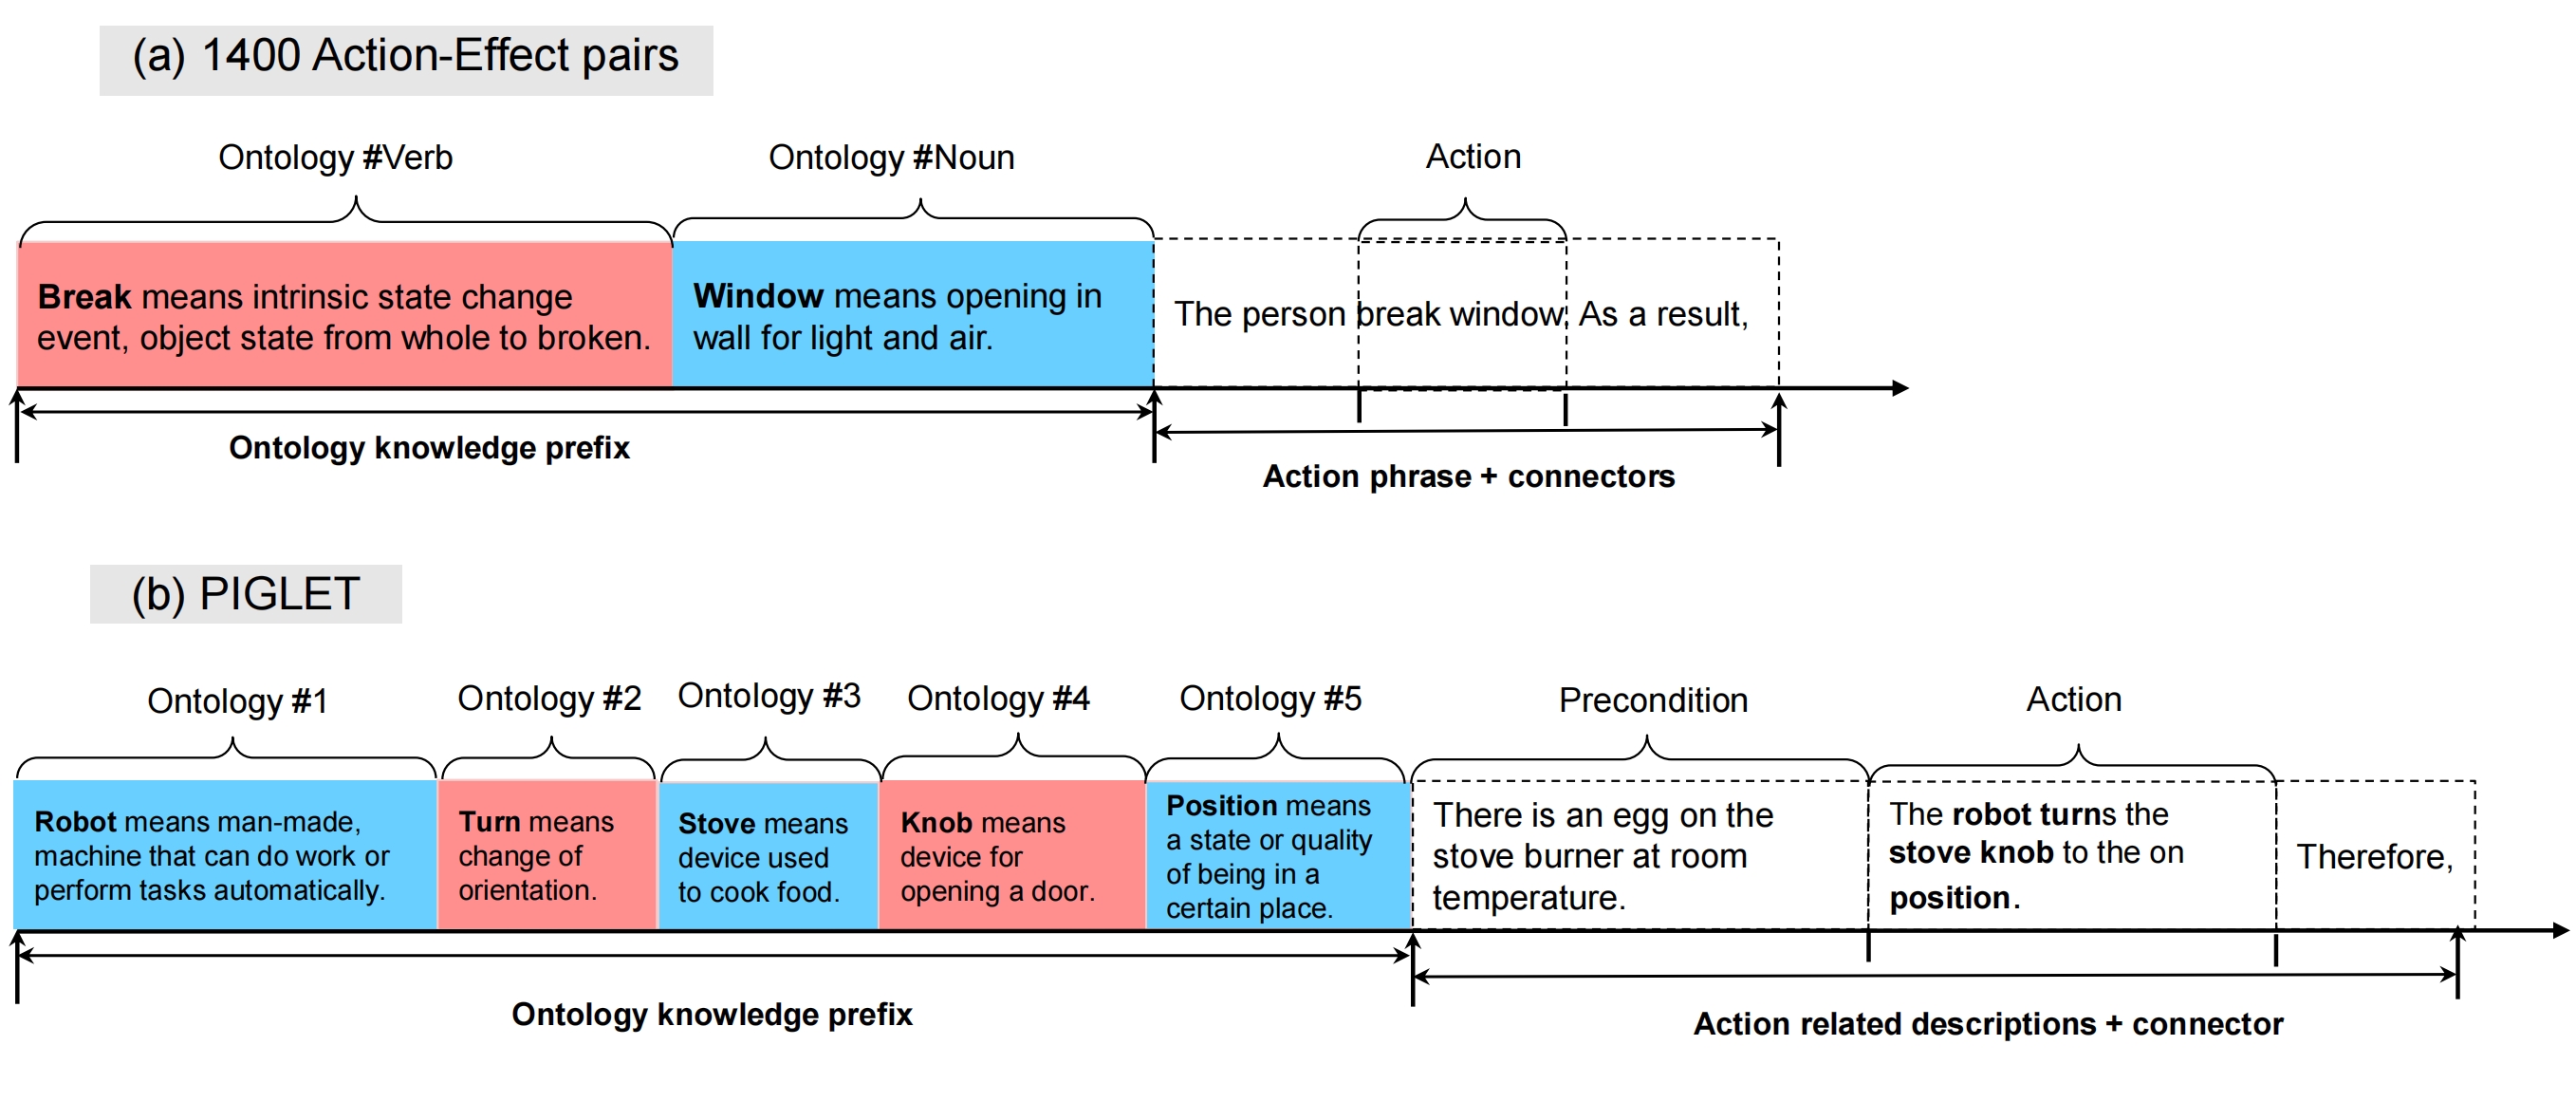 (a) 1400 Action-Effect pairs
Ontology #Verb
Ontology #Noun
Action
Break means intrinsic state change
event, object state from whole to broken.
Window means opening in
wall for light and air.
The person break window. As a result,
Ontology knowledge prefix
Action phrase + connectors
(b) PIGLET
Ontology #1
Ontology #2
Ontology #3
Ontology #4
Ontology #5
Precondition
Action
Robot means man-made,
machine that can do work or
perform tasks automatically.
Turn means
change of
orientation.
Stove means
device used
to cook food.
Knob means
device for
opening a door.
Position means
a state or quality
of being in a
certain place.
There is an egg on the
stove burner at room
temperature.
The robot turns the
stove knob to the on
position.
Therefore,
Ontology knowledge prefix
Action related descriptions + connector